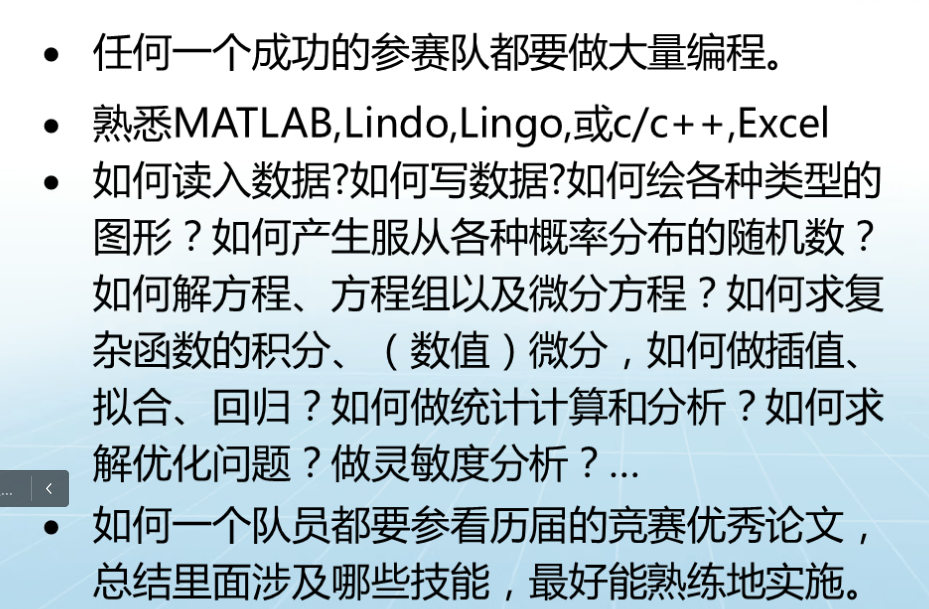 • 任何一个成功的参赛队都要做大量编程。
• 熟悉MATLAB,Lindo,Lingo,或c/c++,Excel
• 如何读入数据?如何写数据?如何绘各种类型的
图形？如何产生服从各种概率分布的随机数？
如何解方程、方程组以及微分方程？如何求复
杂函数的积分、（数值）微分，如何做插值、
拟合、回归？如何做统计计算和分析？如何求
解优化问题？做灵敏度分析？...
... <
• 如何一个队员都要参看历届的竞赛优秀论文，
总结里面涉及哪些技能，最好能熟练地实施。